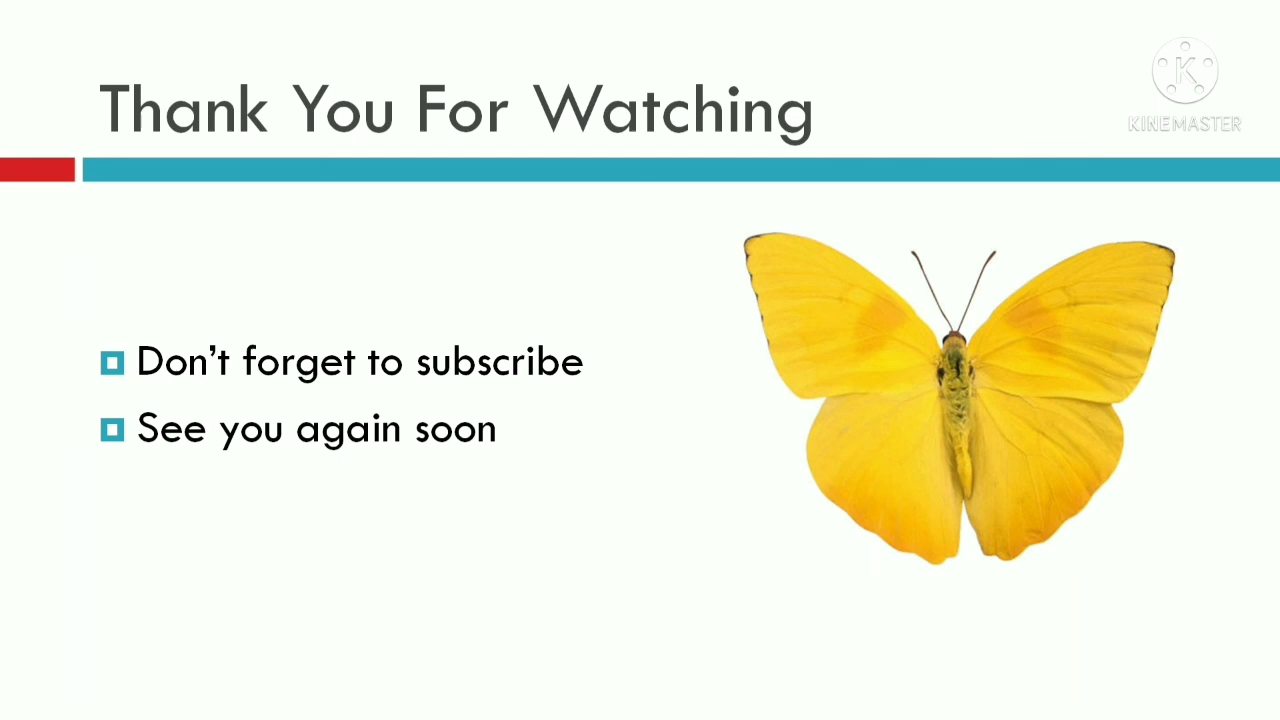 Thank You For Watching
K
KINEMASTER
Don't forget to subscribe
See you again soon